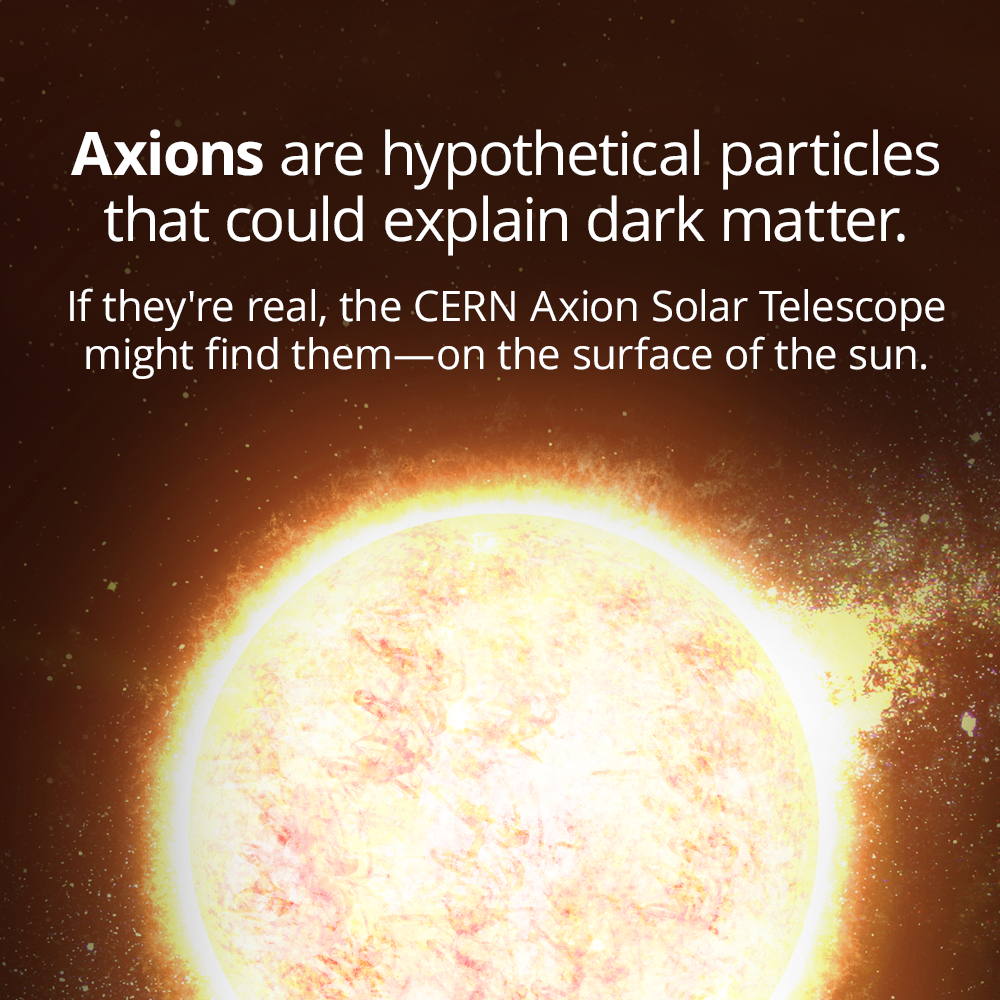 Axions are hypothetical particles
that could explain dark matter.
If they're real, the CERN Axion Solar Telescope
might find them—on the surface of the sun.